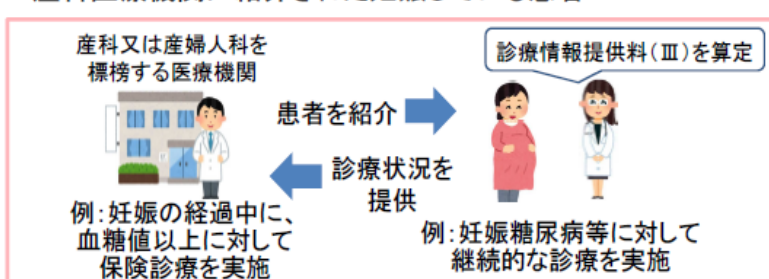 産科又は産婦人科を
標榜する医療機関
診療情報提供料(Ⅲ)を算定
患者を紹介
診療状況を
提供
例:妊娠の経過中に、
血糖値以上に対して
保険診療を実施
例:妊娠糖尿病等に対して
継続的な診療を実施